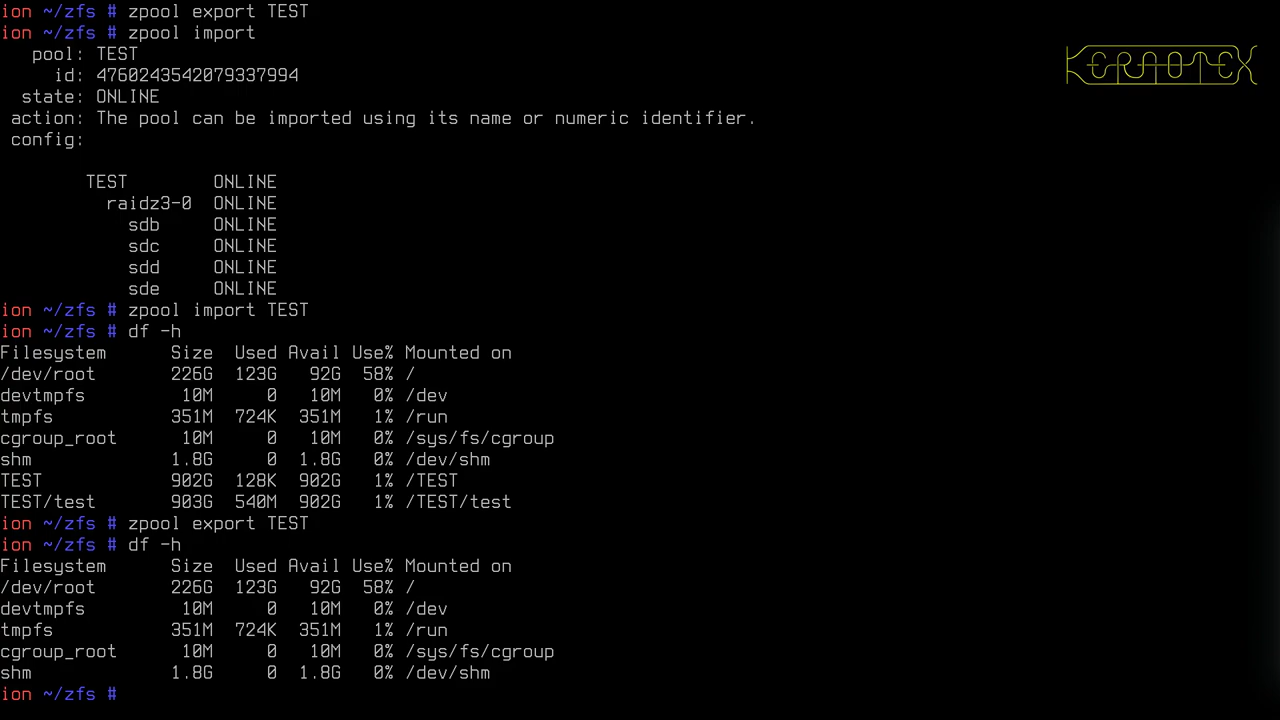 ion ~/zfs # zpool export TEST
ion ~/zfs # zpool import
   pool: TEST
     id: 4760243542079337994
  state: ONLINE
 action: The pool can be imported using its name or numeric identifier.
 config:

        TEST        ONLINE
          raidz3-0  ONLINE
            sdb     ONLINE
            sdc     ONLINE
            sdd     ONLINE
            sde     ONLINE
ion ~/zfs # zpool import TEST
ion ~/zfs # df -h
Filesystem      Size  Used Avail Use% Mounted on
/dev/root       226G  123G   92G  58% /
devtmpfs         10M     0   10M   0% /dev
tmpfs           351M  724K  351M   1% /run
cgroup_root      10M     0   10M   0% /sys/fs/cgroup
shm             1.8G     0  1.8G   0% /dev/shm
TEST            902G  128K  902G   1% /TEST
TEST/test       903G  540M  902G   1% /TEST/test
ion ~/zfs # zpool export TEST
ion ~/zfs # df -h
Filesystem      Size  Used Avail Use% Mounted on
/dev/root       226G  123G   92G  58% /
devtmpfs         10M     0   10M   0% /dev
tmpfs           351M  724K  351M   1% /run
cgroup_root      10M     0   10M   0% /sys/fs/cgroup
shm             1.8G     0  1.8G   0% /dev/shm
ion ~/zfs #
KERNOTEX